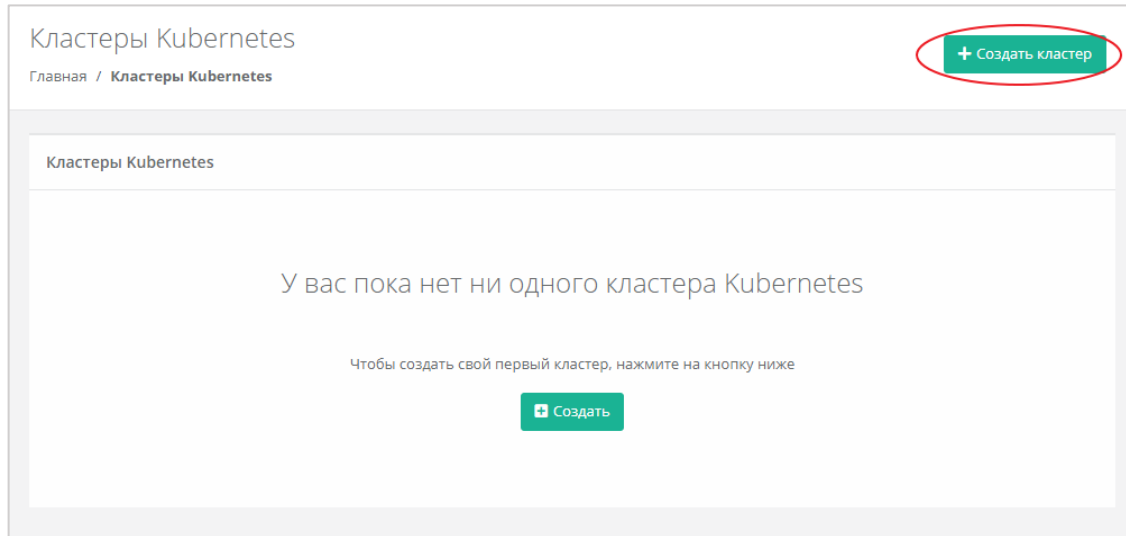 Кластеры Kubernetes
+ Создать кластер
Главная / Кластеры Kubernetes
Кластеры Kubernetes
У вас пока нет ни одного кластера Kubernetes
Чтобы создать свой первый кластер, нажмите на кнопку ниже
Создать